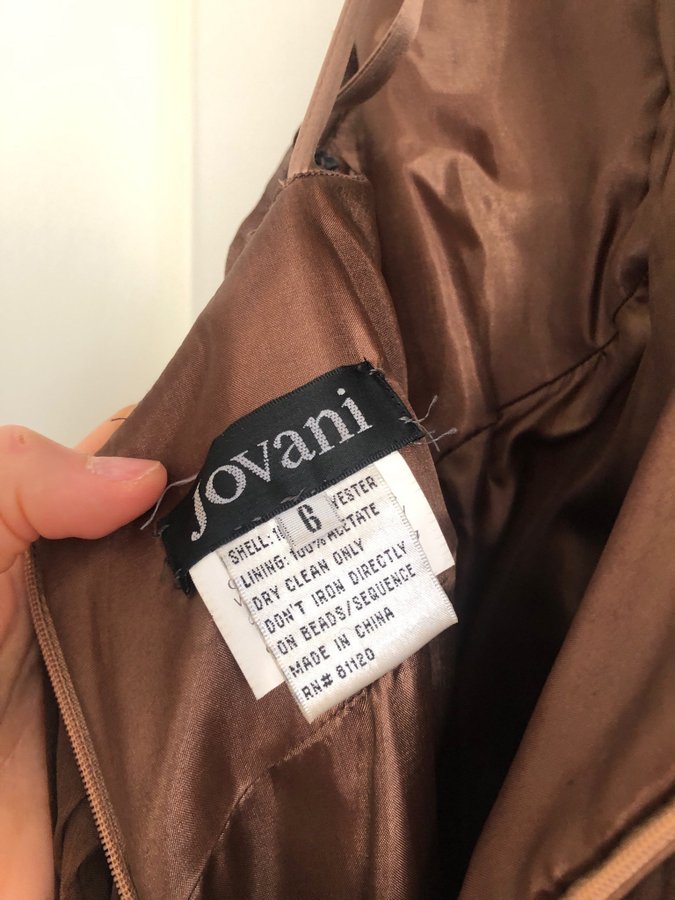 Jovani
6
SHELL:
LINING: 100% ACETATE
DRY CLEAN ONLY
DON'T IRON DIRECTLY
ON BEADS/SEQUENCE
MADE IN CHINA
RN# 81120